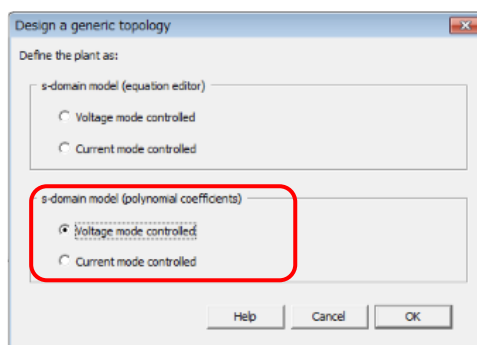 Design a generic topology
Define the plant as:
s-domain model (equation editor)
Voltage mode controlled
Current mode controlled
s-domain model (polynomial coefficients)
Voltage mode controlled
Current mode controlled
Help Cancel OK